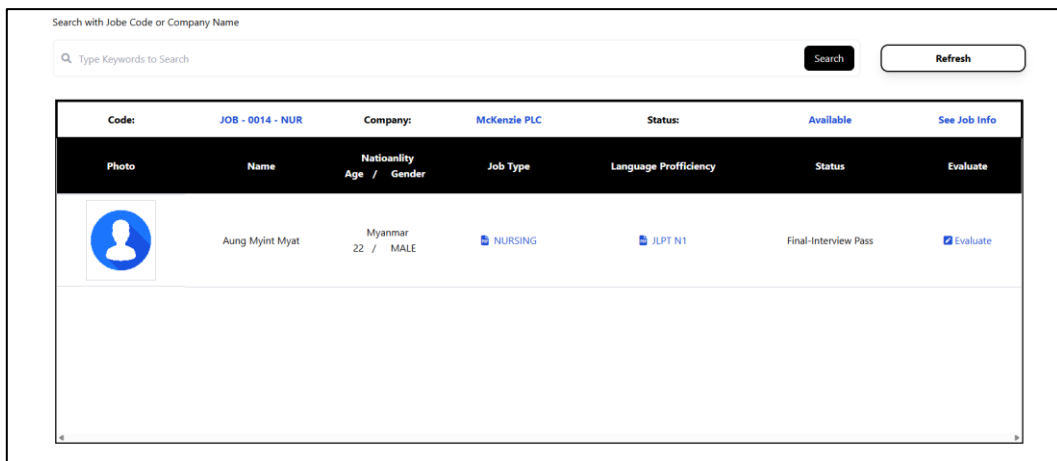 Search with Jobe Code or Company Name
Type Keywords to Search
Search
Refresh
Code: JOB - 0014 - NUR Company: McKenzie PLC Status: Available See Job Info
Photo Name Natioanlity Age / Gender Job Type Language Profficiency Status Evaluate
Aung Myint Myat Myanmar 22 / MALE NURSING JLPT N1 Final-Interview Pass Evaluate